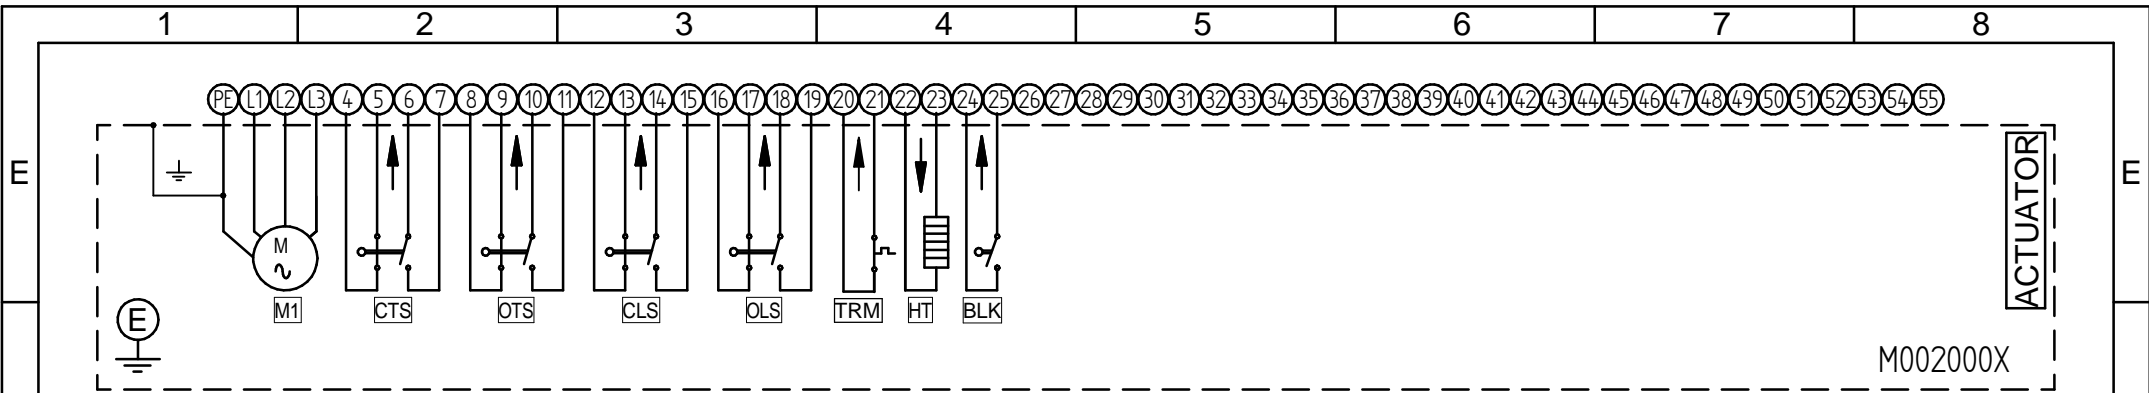 1 2 3 4 5 6 7 8
PE L1 L2 L3 4 5 6 7 8 9 10 11 12 13 14 15 16 17 18 19 20 21 22 23 24 25 26 27 28 29 30 31 32 33 34 35 36 37 38 39 40 41 42 43 44 45 46 47 48 49 50 51 52 53 54 55
E E
ACTUATOR
M
M1 CTS OTS CLS OLS TRM HT BLK
E
M002000X